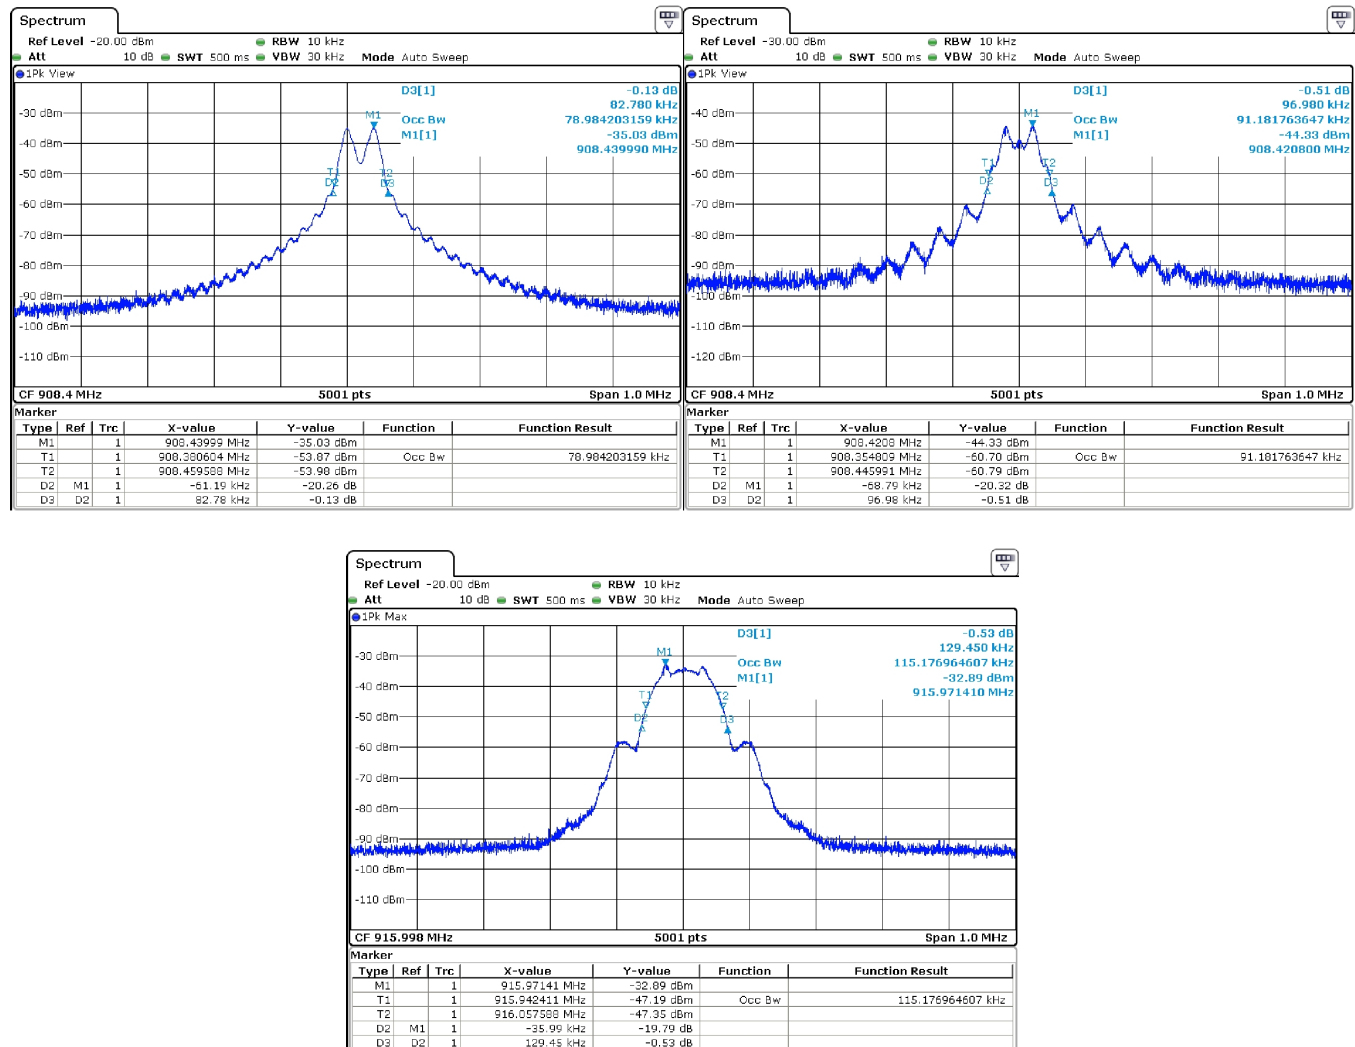 Spectrum
Ref Level -20.00 dBm RBW 10 kHz
Att 10 dB SWT 500 ms VBW 30 kHz Mode Auto Sweep
1Pk View
D3[1] -0.13 dB
82.780 kHz
Occ Bw 78.984203159 kHz
M1[1] -35.03 dBm
908.439990 MHz
M1
T1
T2
D2
D3
-30 dBm
-40 dBm
-50 dBm
-60 dBm
-70 dBm
-80 dBm
-90 dBm
-100 dBm
-110 dBm
CF 908.4 MHz 5001 pts Span 1.0 MHz
Marker
Type Ref Trc X-value Y-value Function Function Result
M1 1 908.43999 MHz -35.03 dBm
T1 1 908.380604 MHz -53.87 dBm Occ Bw 78.984203159 kHz
T2 1 908.459588 MHz -53.98 dBm
D2 M1 1 -61.19 kHz -20.26 dB
D3 D2 1 82.78 kHz -0.13 dB
Spectrum
Ref Level -30.00 dBm RBW 10 kHz
Att 10 dB SWT 500 ms VBW 30 kHz Mode Auto Sweep
1Pk View
D3[1] -0.51 dB
96.980 kHz
Occ Bw 91.181763647 kHz
M1[1] -44.33 dBm
908.420800 MHz
M1
T1
T2
D2
D3
-40 dBm
-50 dBm
-60 dBm
-70 dBm
-80 dBm
-90 dBm
-100 dBm
-110 dBm
-120 dBm
CF 908.4 MHz 5001 pts Span 1.0 MHz
Marker
Type Ref Trc X-value Y-value Function Function Result
M1 1 908.4208 MHz -44.33 dBm
T1 1 908.354809 MHz -60.70 dBm Occ Bw 91.181763647 kHz
T2 1 908.445991 MHz -60.79 dBm
D2 M1 1 -68.79 kHz -20.32 dB
D3 D2 1 96.98 kHz -0.51 dB
Spectrum
Ref Level -20.00 dBm RBW 10 kHz
Att 10 dB SWT 500 ms VBW 30 kHz Mode Auto Sweep
1Pk Max
D3[1] -0.53 dB
129.450 kHz
Occ Bw 115.176964607 kHz
M1[1] -32.89 dBm
915.971410 MHz
M1
T1
T2
D2
D3
-30 dBm
-40 dBm
-50 dBm
-60 dBm
-70 dBm
-80 dBm
-90 dBm
-100 dBm
-110 dBm
CF 915.998 MHz 5001 pts Span 1.0 MHz
Marker
Type Ref Trc X-value Y-value Function Function Result
M1 1 915.97141 MHz -32.89 dBm
T1 1 915.942411 MHz -47.19 dBm Occ Bw 115.176964607 kHz
T2 1 916.057588 MHz -47.35 dBm
D2 M1 1 -35.99 kHz -19.79 dB
D3 D2 1 129.45 kHz -0.53 dB